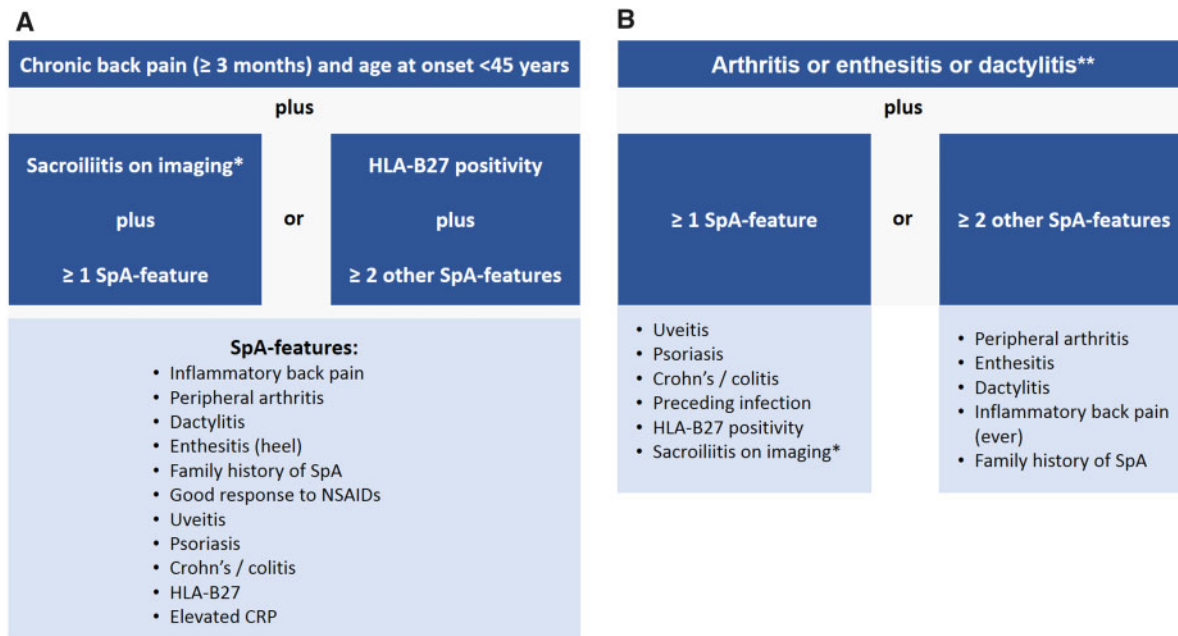 A
Chronic back pain (≥ 3 months) and age at onset <45 years
plus
Sacroiliitis on imaging*
plus
≥ 1 SpA-feature
or
HLA-B27 positivity
plus
≥ 2 other SpA-features
SpA-features:
• Inflammatory back pain
• Peripheral arthritis
• Dactylitis
• Enthesitis (heel)
• Family history of SpA
• Good response to NSAIDs
• Uveitis
• Psoriasis
• Crohn's / colitis
• HLA-B27
• Elevated CRP
B
Arthritis or enthesitis or dactylitis**
plus
≥ 1 SpA-feature
or
≥ 2 other SpA-features
• Uveitis
• Psoriasis
• Crohn's / colitis
• Preceding infection
• HLA-B27 positivity
• Sacroiliitis on imaging*
• Peripheral arthritis
• Enthesitis
• Dactylitis
• Inflammatory back pain
(ever)
• Family history of SpA